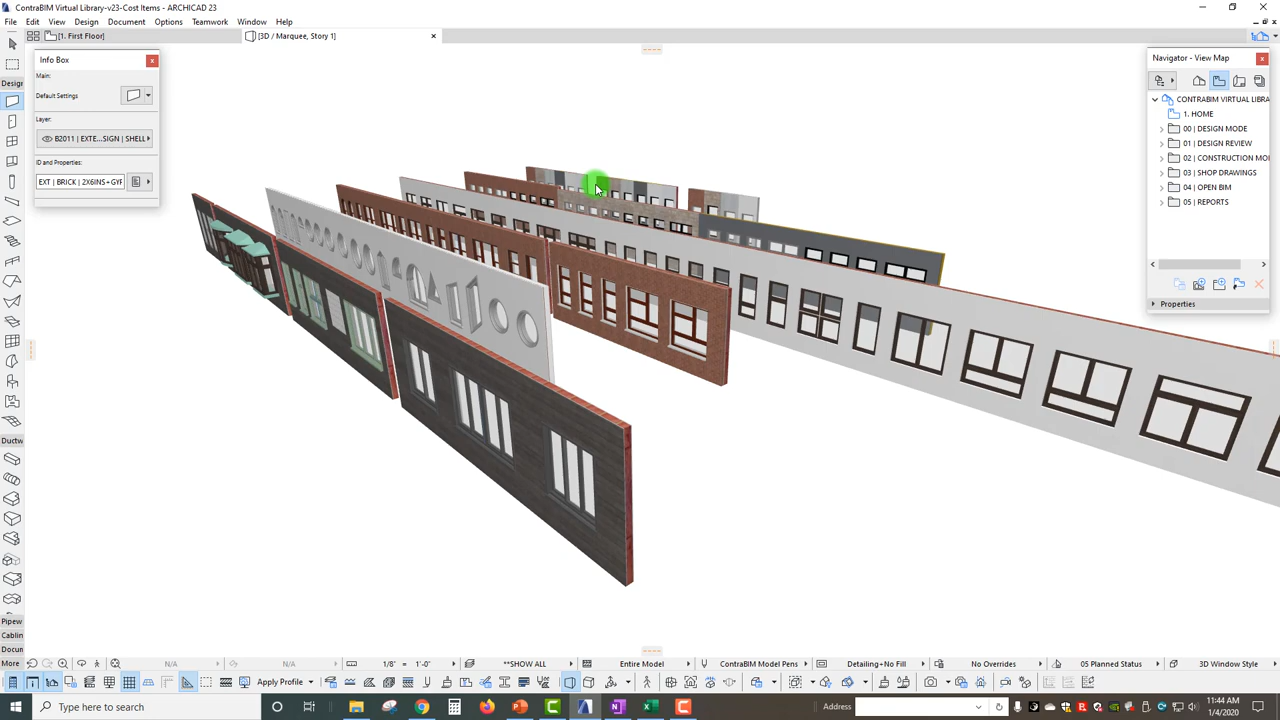 ContraBIM Virtual Library-v23-Cost Items - ARCHICAD 23
File Edit View Design Document Options Teamwork Window Help
[1. First Floor]
[3D / Marquee, Story 1]
Info Box
Main:
Default Settings
Layer:
B2011 | EXTE...SIGN | SHELL
ID and Properties:
EXT | BRICK | 2X6INS+GYP
Design
Ductw
Pipew
Cablin
Docun
More
Navigator - View Map
CONTRABIM VIRTUAL LIBRA
1. HOME
00 | DESIGN MODE
01 | DESIGN REVIEW
02 | CONSTRUCTION MO
03 | SHOP DRAWINGS
04 | OPEN BIM
05 | REPORTS
Properties
N/A
N/A
1/8" = 1'-0"
**SHOW ALL
Entire Model
ContraBIM Model Pens
Detailing+No Fill
No Overrides
05 Planned Status
3D Window Style
Apply Profile
Type here to search
Address
11:44 AM
1/4/2020